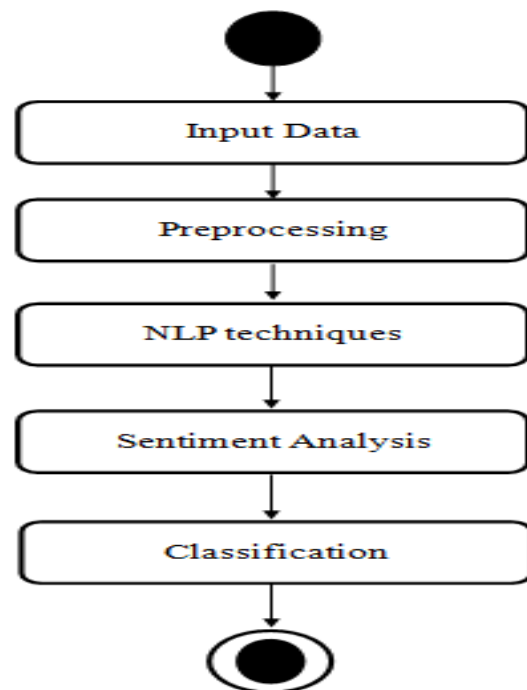 Input Data
Preprocessing
NLP techniques
Sentiment Analysis
Classification